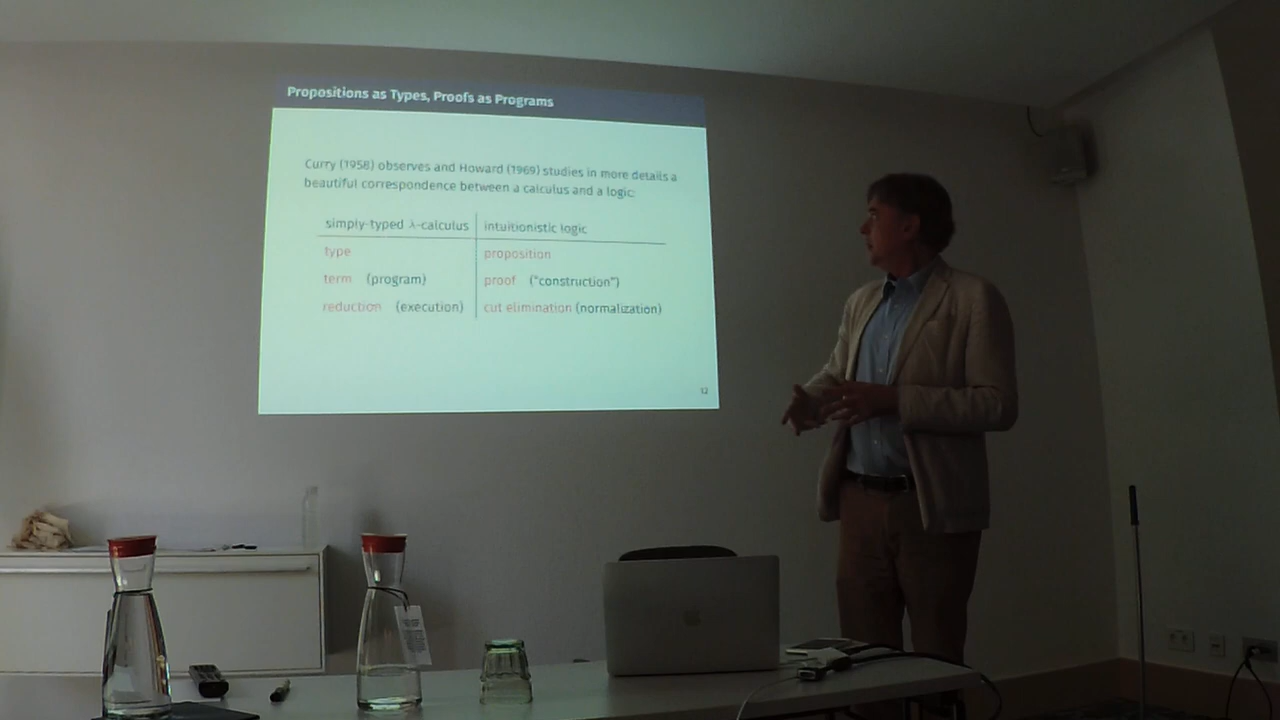 Propositions as Types, Proofs as Programs
Curry (1958) observes and Howard (1969) studies in more details a
beautiful correspondence between a calculus and a logic:
simply-typed λ-calculus intuitionistic logic
type proposition
term (program) proof ("construction")
reduction (execution) cut elimination (normalization)
12